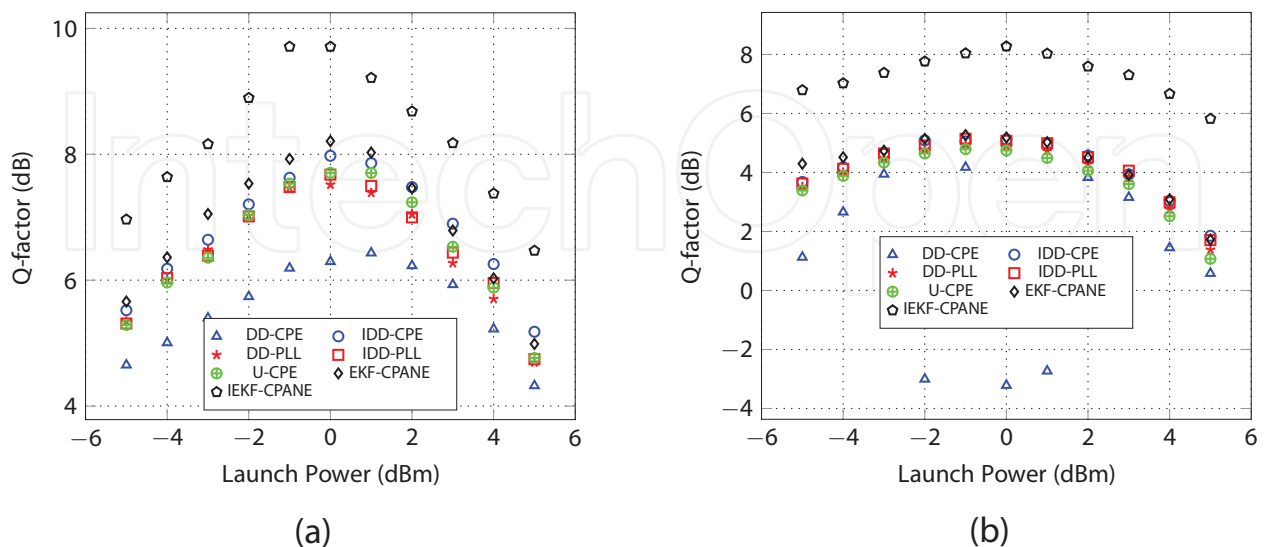 IntechOpen
10
8
6
4
Q-factor (dB)
−6 −4 −2 0 2 4 6
Launch Power (dBm)
DD-CPE IDD-CPE
DD-PLL IDD-PLL
U-CPE EKF-CPANE
IEKF-CPANE
(a)
8
6
4
2
0
−2
−4
Q-factor (dB)
−6 −4 −2 0 2 4 6
Launch Power (dBm)
DD-CPE IDD-CPE
DD-PLL IDD-PLL
U-CPE EKF-CPANE
IEKF-CPANE
(b)